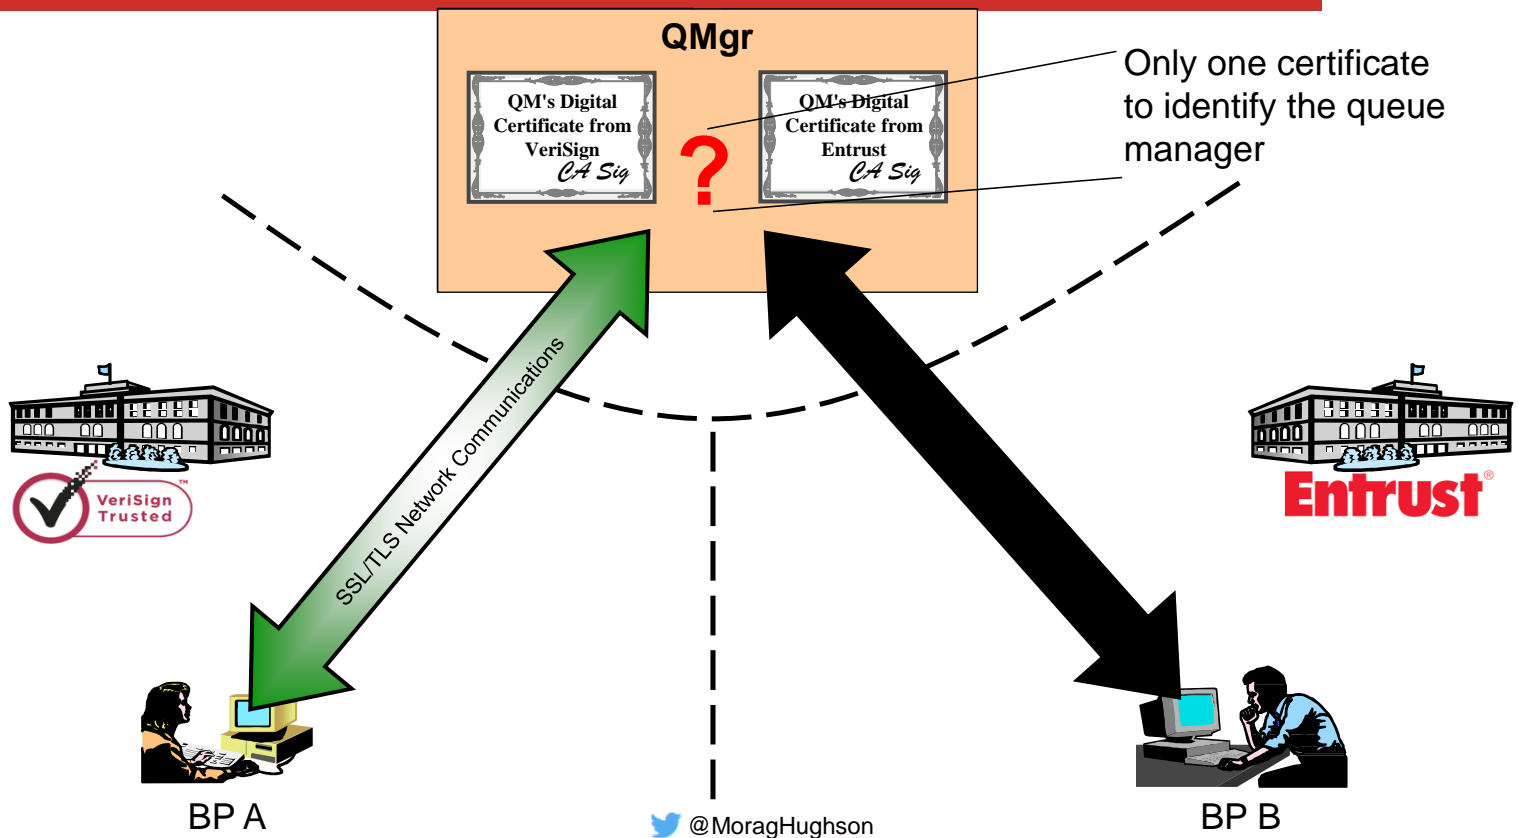 QMgr
QM's Digital
Certificate from
VeriSign
CA Sig
?
QM's Digital
Certificate from
Entrust
CA Sig
Only one certificate
to identify the queue
manager
SSL/TLS Network Communications
VeriSign™
Trusted
Entrust®
BP A
@MoragHughson
BP B